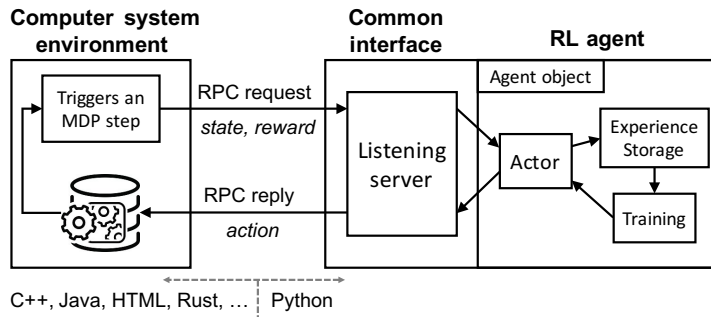 Computer system
environment
Common
interface
RL agent
Triggers an
MDP step
RPC request
state, reward
RPC reply
action
Listening
server
Agent object
Actor
Experience
Storage
Training
C++, Java, HTML, Rust, …
Python